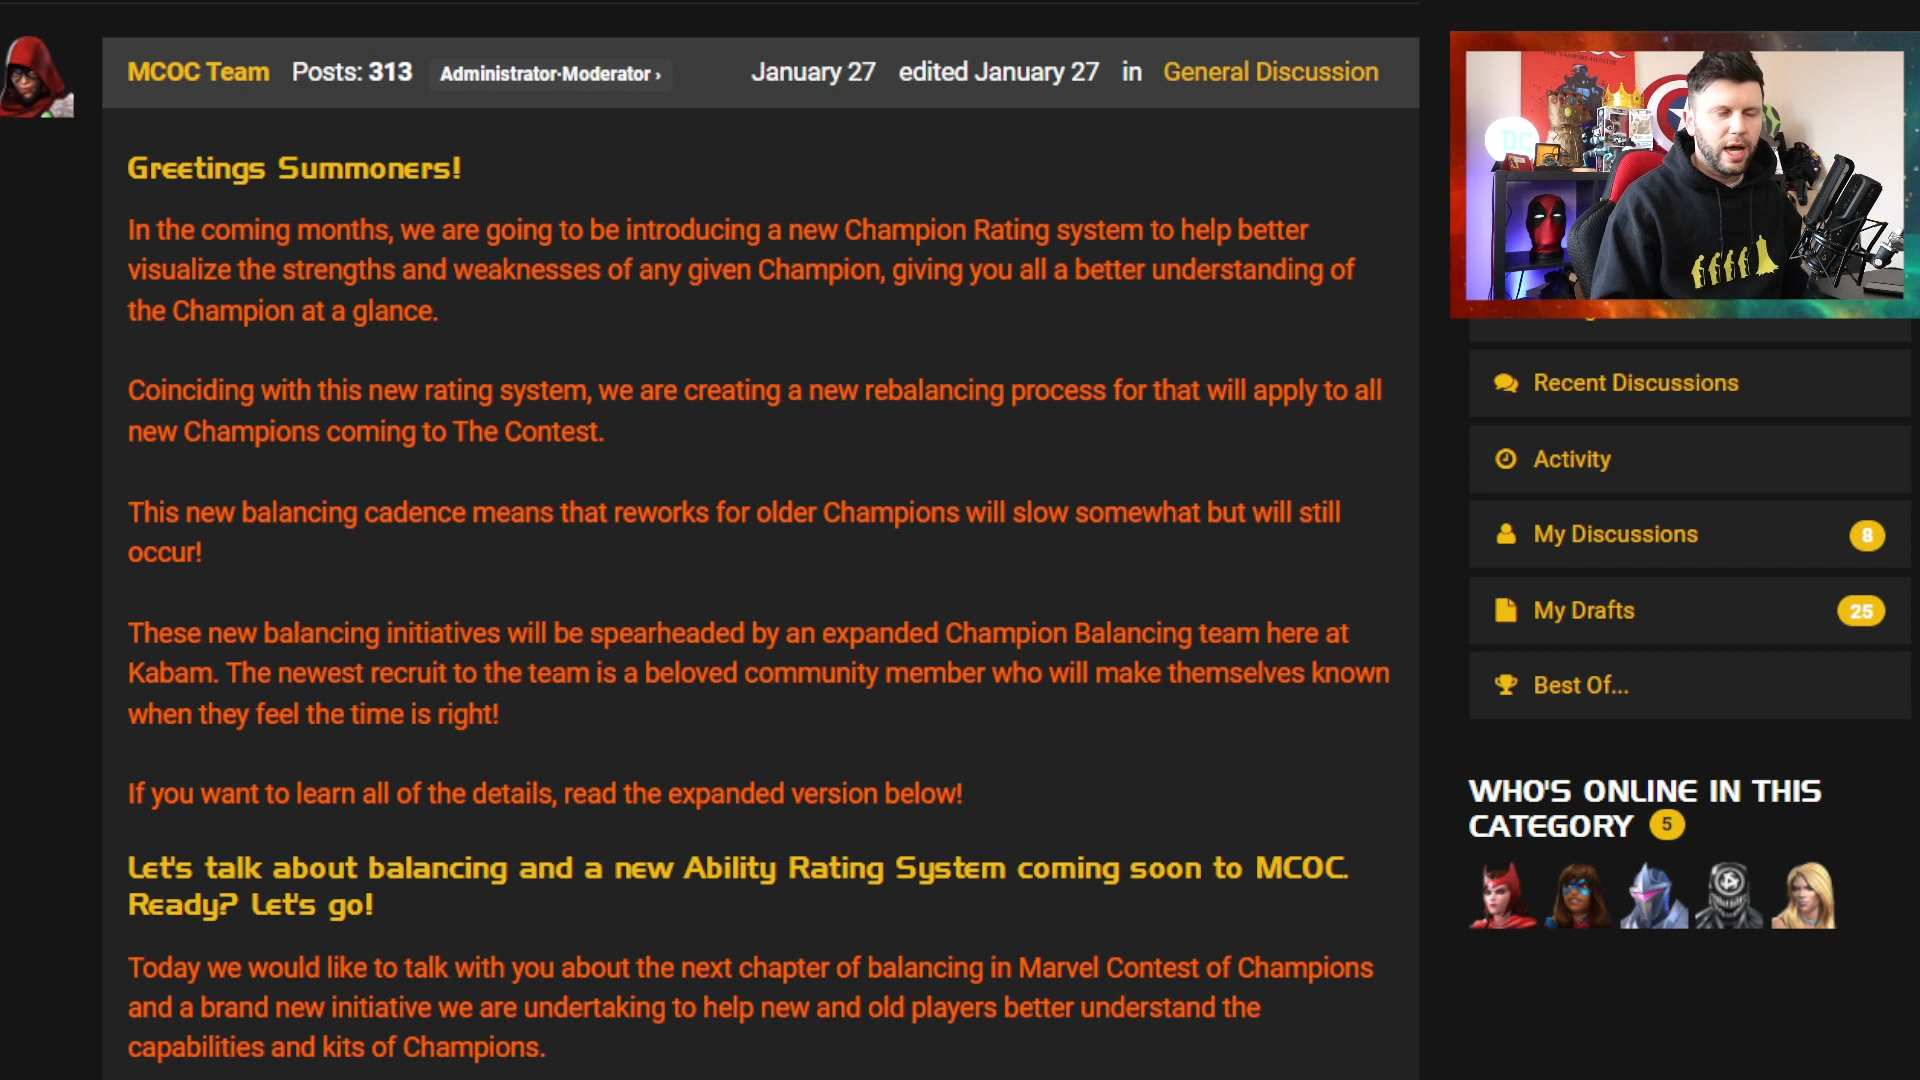 MCOC Team Posts: 313 Administrator·Moderator › January 27 edited January 27 in General Discussion
Greetings Summoners!
In the coming months, we are going to be introducing a new Champion Rating system to help better
visualize the strengths and weaknesses of any given Champion, giving you all a better understanding of
the Champion at a glance.
Coinciding with this new rating system, we are creating a new rebalancing process for that will apply to all
new Champions coming to The Contest.
This new balancing cadence means that reworks for older Champions will slow somewhat but will still
occur!
These new balancing initiatives will be spearheaded by an expanded Champion Balancing team here at
Kabam. The newest recruit to the team is a beloved community member who will make themselves known
when they feel the time is right!
If you want to learn all of the details, read the expanded version below!
Let's talk about balancing and a new Ability Rating System coming soon to MCOC.
Ready? Let's go!
Today we would like to talk with you about the next chapter of balancing in Marvel Contest of Champions
and a brand new initiative we are undertaking to help new and old players better understand the
capabilities and kits of Champions.
DC
Recent Discussions
Activity
My Discussions 8
My Drafts 25
Best Of...
WHO'S ONLINE IN THIS
CATEGORY 5